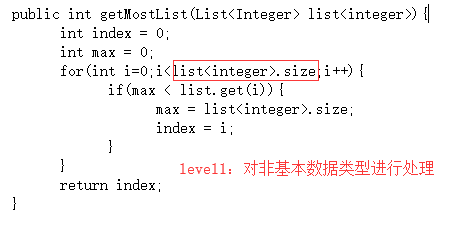 public int getMostList(List<Integer> list<integer>){
int index = 0;
int max = 0;
for(int i=0;i<list<integer>.size;i++){
if(max < list.get(i)){
max = list<integer>.size;
index = i;
}
}
level1：对非基本数据类型进行处理
return index;
}